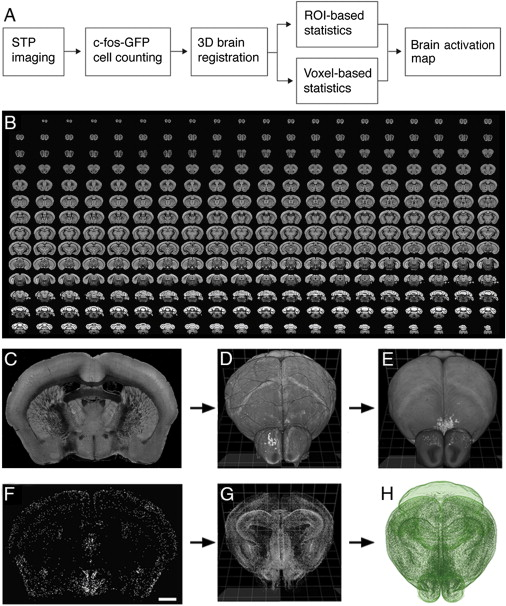 A
STP
imaging
c-fos-GFP
cell counting
3D brain
registration
ROI-based
statistics
Voxel-based
statistics
Brain activation
map
B
C
D
E
F
G
H